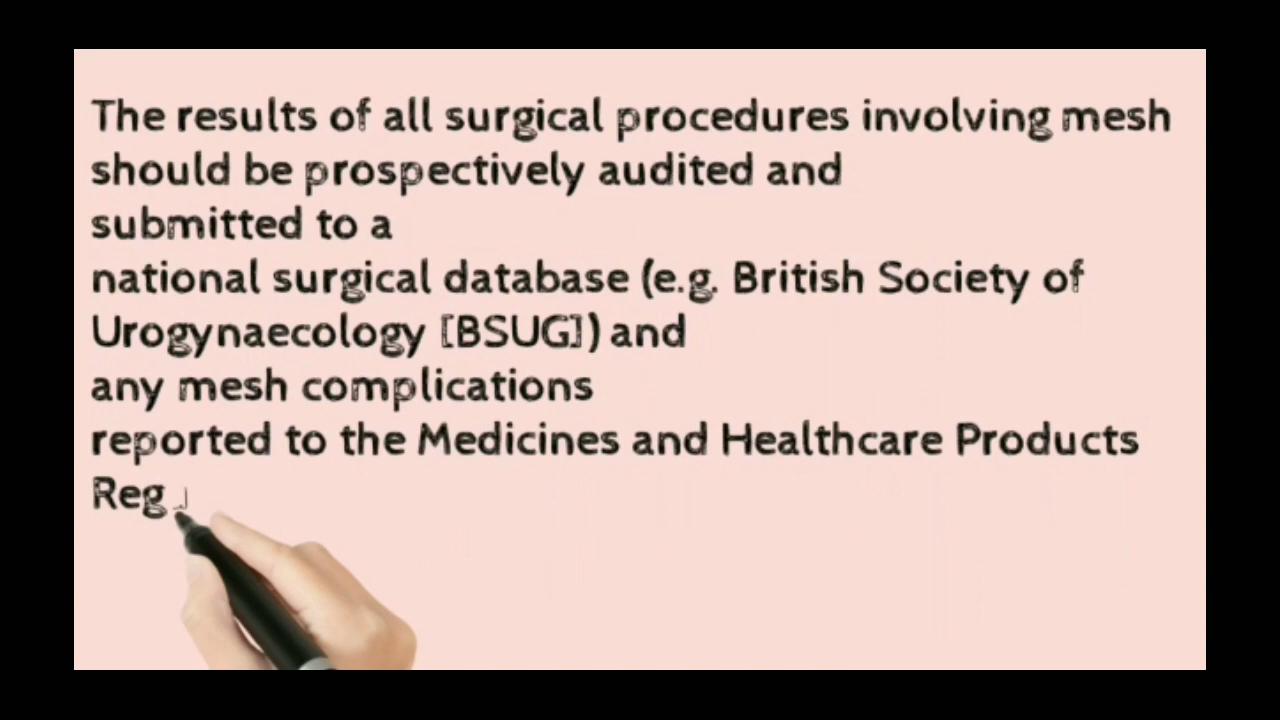 The results of all surgical procedures involving mesh
should be prospectively audited and
submitted to a
national surgical database (e.g. British Society of
Urogynaecology [BSUG]) and
any mesh complications
reported to the Medicines and Healthcare Products
Reg